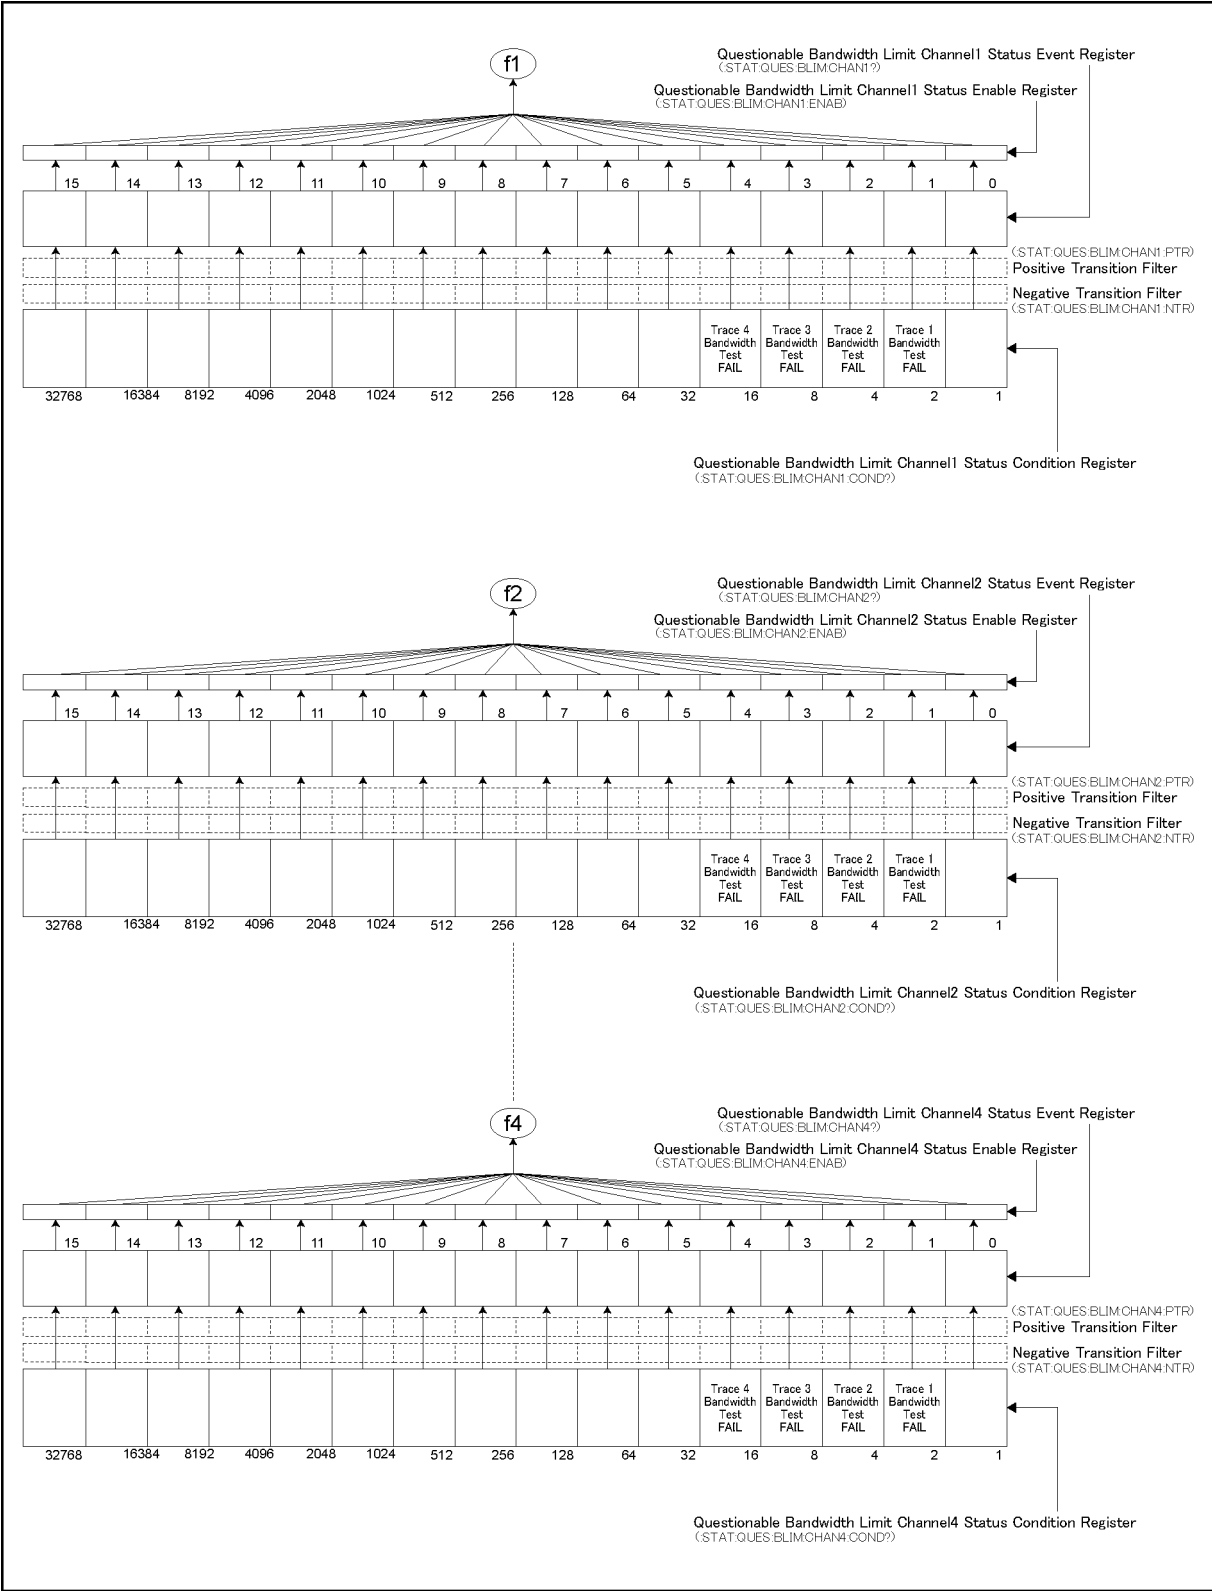 f1
Questionable Bandwidth Limit Channel1 Status Event Register
(:STAT:QUES:BLIM:CHAN1?)
Questionable Bandwidth Limit Channel1 Status Enable Register
(:STAT:QUES:BLIM:CHAN1:ENAB)
15 14 13 12 11 10 9 8 7 6 5 4 3 2 1 0
(:STAT:QUES:BLIM:CHAN1:PTR)
Positive Transition Filter
Negative Transition Filter
(:STAT:QUES:BLIM:CHAN1:NTR)
Trace 4 Trace 3 Trace 2 Trace 1
Bandwidth Bandwidth Bandwidth Bandwidth
Test Test Test Test
FAIL FAIL FAIL FAIL
32768 16384 8192 4096 2048 1024 512 256 128 64 32 16 8 4 2 1
Questionable Bandwidth Limit Channel1 Status Condition Register
(:STAT:QUES:BLIM:CHAN1:COND?)
f2
Questionable Bandwidth Limit Channel2 Status Event Register
(:STAT:QUES:BLIM:CHAN2?)
Questionable Bandwidth Limit Channel2 Status Enable Register
(:STAT:QUES:BLIM:CHAN2:ENAB)
15 14 13 12 11 10 9 8 7 6 5 4 3 2 1 0
(:STAT:QUES:BLIM:CHAN2:PTR)
Positive Transition Filter
Negative Transition Filter
(:STAT:QUES:BLIM:CHAN2:NTR)
Trace 4 Trace 3 Trace 2 Trace 1
Bandwidth Bandwidth Bandwidth Bandwidth
Test Test Test Test
FAIL FAIL FAIL FAIL
32768 16384 8192 4096 2048 1024 512 256 128 64 32 16 8 4 2 1
Questionable Bandwidth Limit Channel2 Status Condition Register
(:STAT:QUES:BLIM:CHAN2:COND?)
f4
Questionable Bandwidth Limit Channel4 Status Event Register
(:STAT:QUES:BLIM:CHAN4?)
Questionable Bandwidth Limit Channel4 Status Enable Register
(:STAT:QUES:BLIM:CHAN4:ENAB)
15 14 13 12 11 10 9 8 7 6 5 4 3 2 1 0
(:STAT:QUES:BLIM:CHAN4:PTR)
Positive Transition Filter
Negative Transition Filter
(:STAT:QUES:BLIM:CHAN4:NTR)
Trace 4 Trace 3 Trace 2 Trace 1
Bandwidth Bandwidth Bandwidth Bandwidth
Test Test Test Test
FAIL FAIL FAIL FAIL
32768 16384 8192 4096 2048 1024 512 256 128 64 32 16 8 4 2 1
Questionable Bandwidth Limit Channel4 Status Condition Register
(:STAT:QUES:BLIM:CHAN4:COND?)